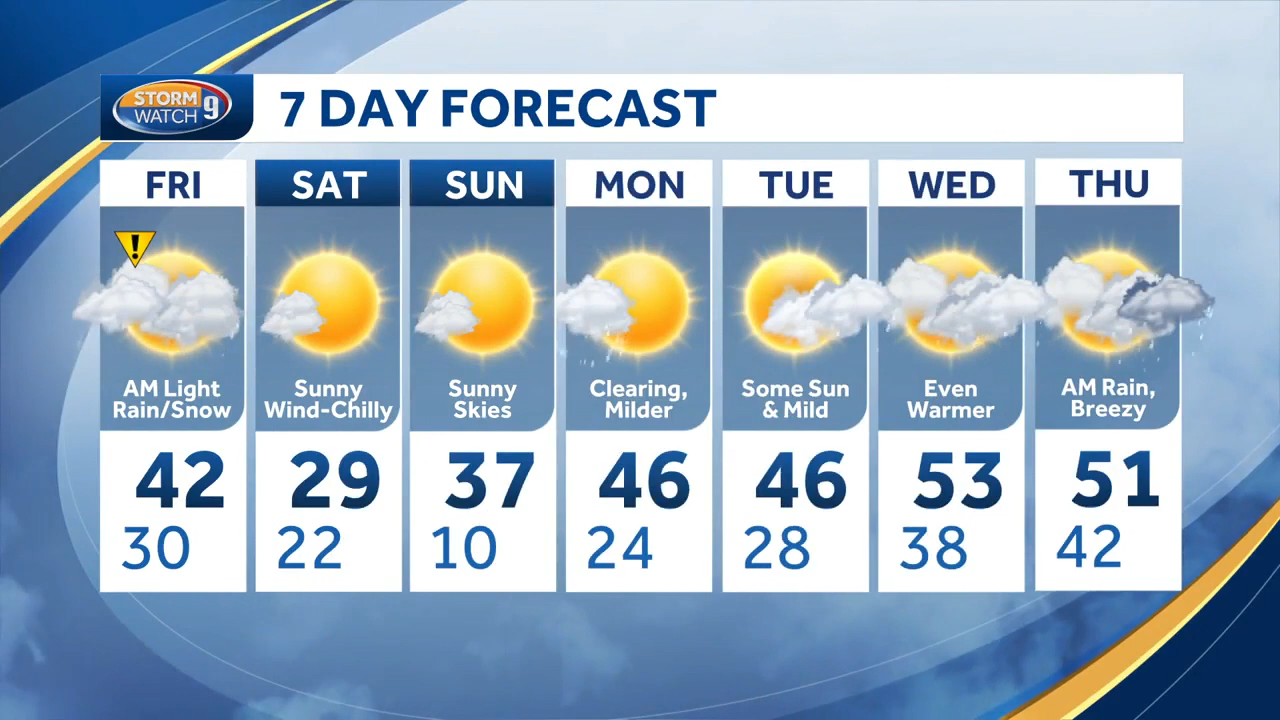 STORM
WATCH 9
7 DAY FORECAST
FRI
SAT
SUN
MON
TUE
WED
THU
!
AM Light
Rain/Snow
Sunny
Wind-Chilly
Sunny
Skies
Clearing,
Milder
Some Sun
& Mild
Even
Warmer
AM Rain,
Breezy
42
29
37
46
46
53
51
30
22
10
24
28
38
42